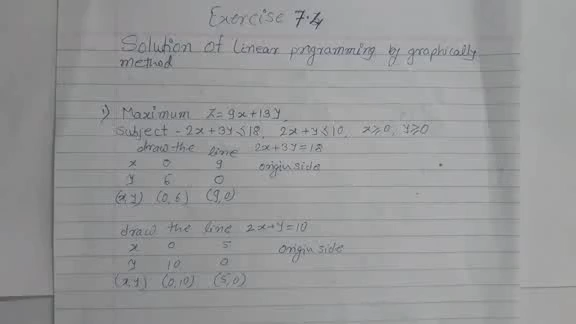 Exercise 7.4
Solution of linear prgramming by graphically
method
1) Maximum Z=9x+13y
Subject - 2x+3y≤18, 2x+y≤10, x≥0, y≥0
draw the line 2x+3y=18
x 0 9 origin side
y 6 0
(x,y) (0,6) (9,0)
draw the line 2x+y=10
x 0 5 origin side
y 10 0
(x,y) (0,10) (5,0)